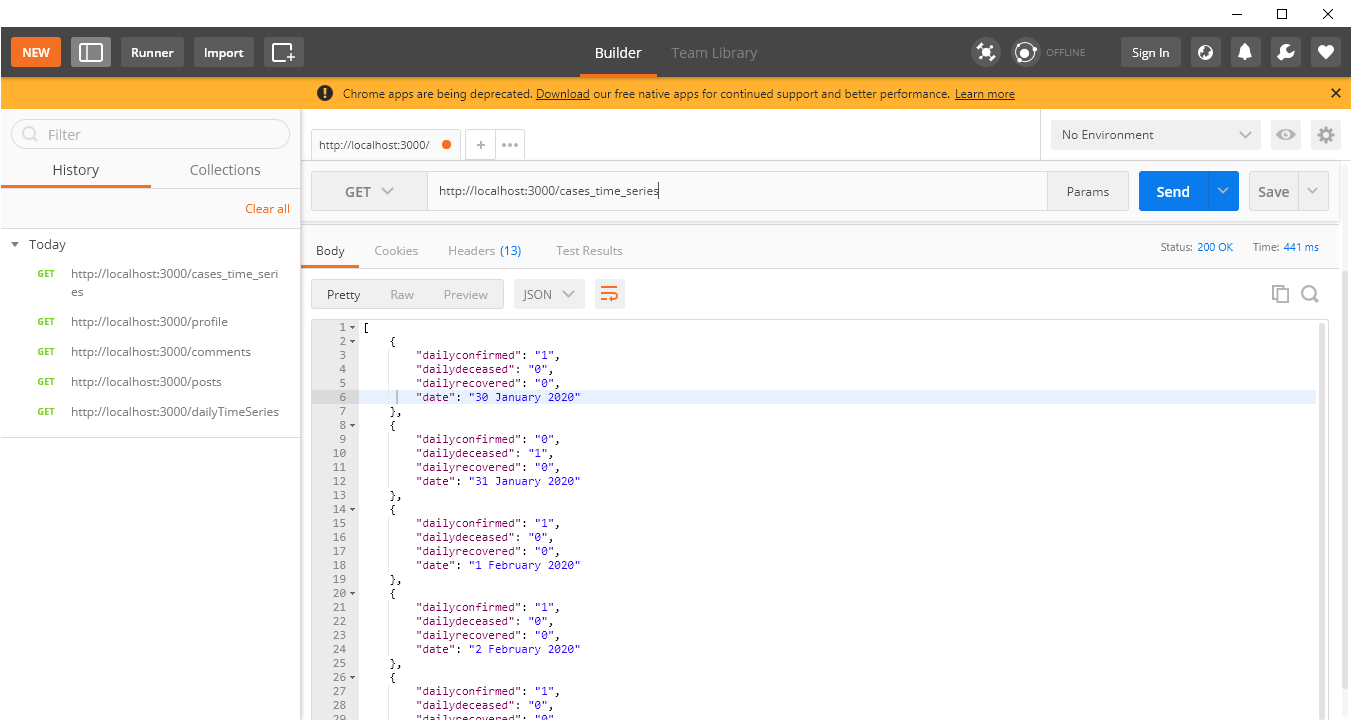 NEW Runner Import Builder Team Library OFFLINE Sign In
Chrome apps are being deprecated. Download our free native apps for continued support and better performance. Learn more
Filter
History Collections
Clear all
Today
GET http://localhost:3000/cases_time_seri
es
GET http://localhost:3000/profile
GET http://localhost:3000/comments
GET http://localhost:3000/posts
GET http://localhost:3000/dailyTimeSeries
http://localhost:3000/ + ••• No Environment
GET http://localhost:3000/cases_time_series Params Send Save
Body Cookies Headers (13) Test Results Status: 200 OK Time: 441 ms
Pretty Raw Preview JSON
1 [
2 {
3 "dailyconfirmed": "1",
4 "dailydeceased": "0",
5 "dailyrecovered": "0",
6 "date": "30 January 2020"
7 },
8 {
9 "dailyconfirmed": "0",
10 "dailydeceased": "1",
11 "dailyrecovered": "0",
12 "date": "31 January 2020"
13 },
14 {
15 "dailyconfirmed": "1",
16 "dailydeceased": "0",
17 "dailyrecovered": "0",
18 "date": "1 February 2020"
19 },
20 {
21 "dailyconfirmed": "1",
22 "dailydeceased": "0",
23 "dailyrecovered": "0",
24 "date": "2 February 2020"
25 },
26 {
27 "dailyconfirmed": "1",
28 "dailydeceased": "0",
29 "dailyrecovered": "0",